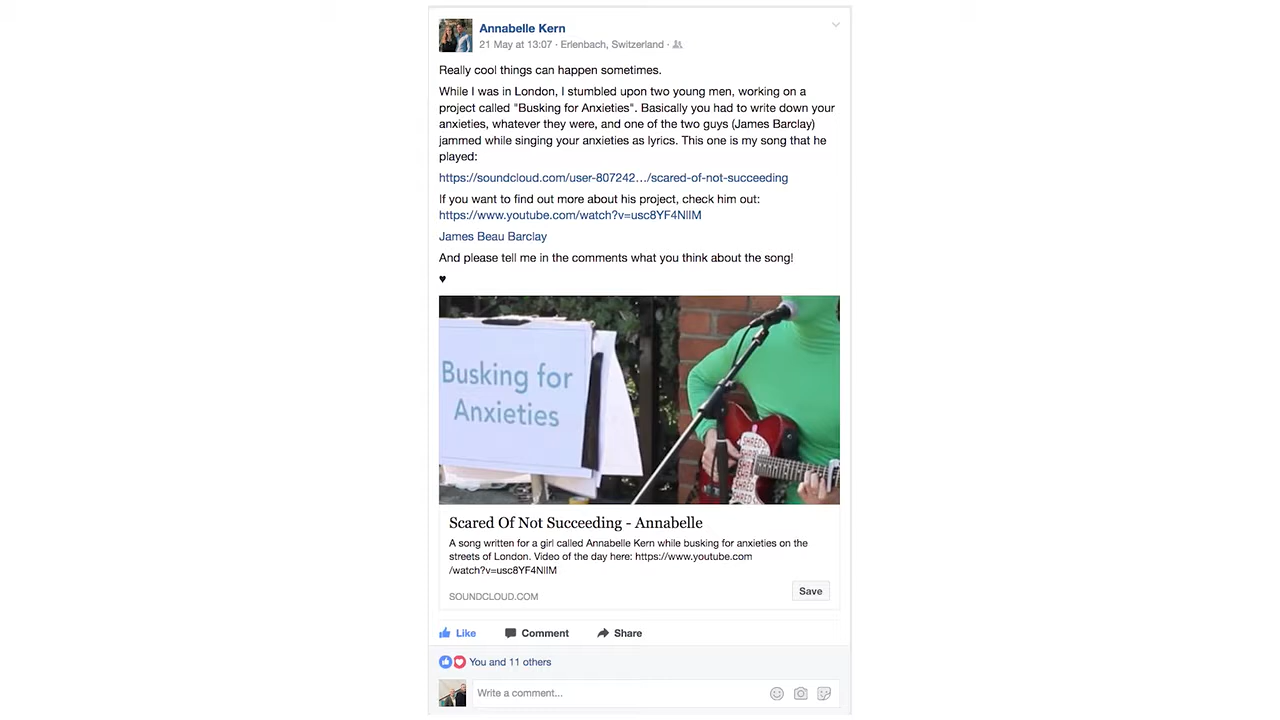 Annabelle Kern
21 May at 13:07 · Erlenbach, Switzerland ·
Really cool things can happen sometimes.
While I was in London, I stumbled upon two young men, working on a
project called "Busking for Anxieties". Basically you had to write down your
anxieties, whatever they were, and one of the two guys (James Barclay)
jammed while singing your anxieties as lyrics. This one is my song that he
played:
https://soundcloud.com/user-807242…/scared-of-not-succeeding
If you want to find out more about his project, check him out:
https://www.youtube.com/watch?v=usc8YF4NIlM
James Beau Barclay
And please tell me in the comments what you think about the song!
♥
Busking for
Anxieties
SHREDS
Scared Of Not Succeeding - Annabelle
A song written for a girl called Annabelle Kern while busking for anxieties on the
streets of London. Video of the day here: https://www.youtube.com
/watch?v=usc8YF4NIlM
SOUNDCLOUD.COM
Save
Like Comment Share
You and 11 others
Write a comment...